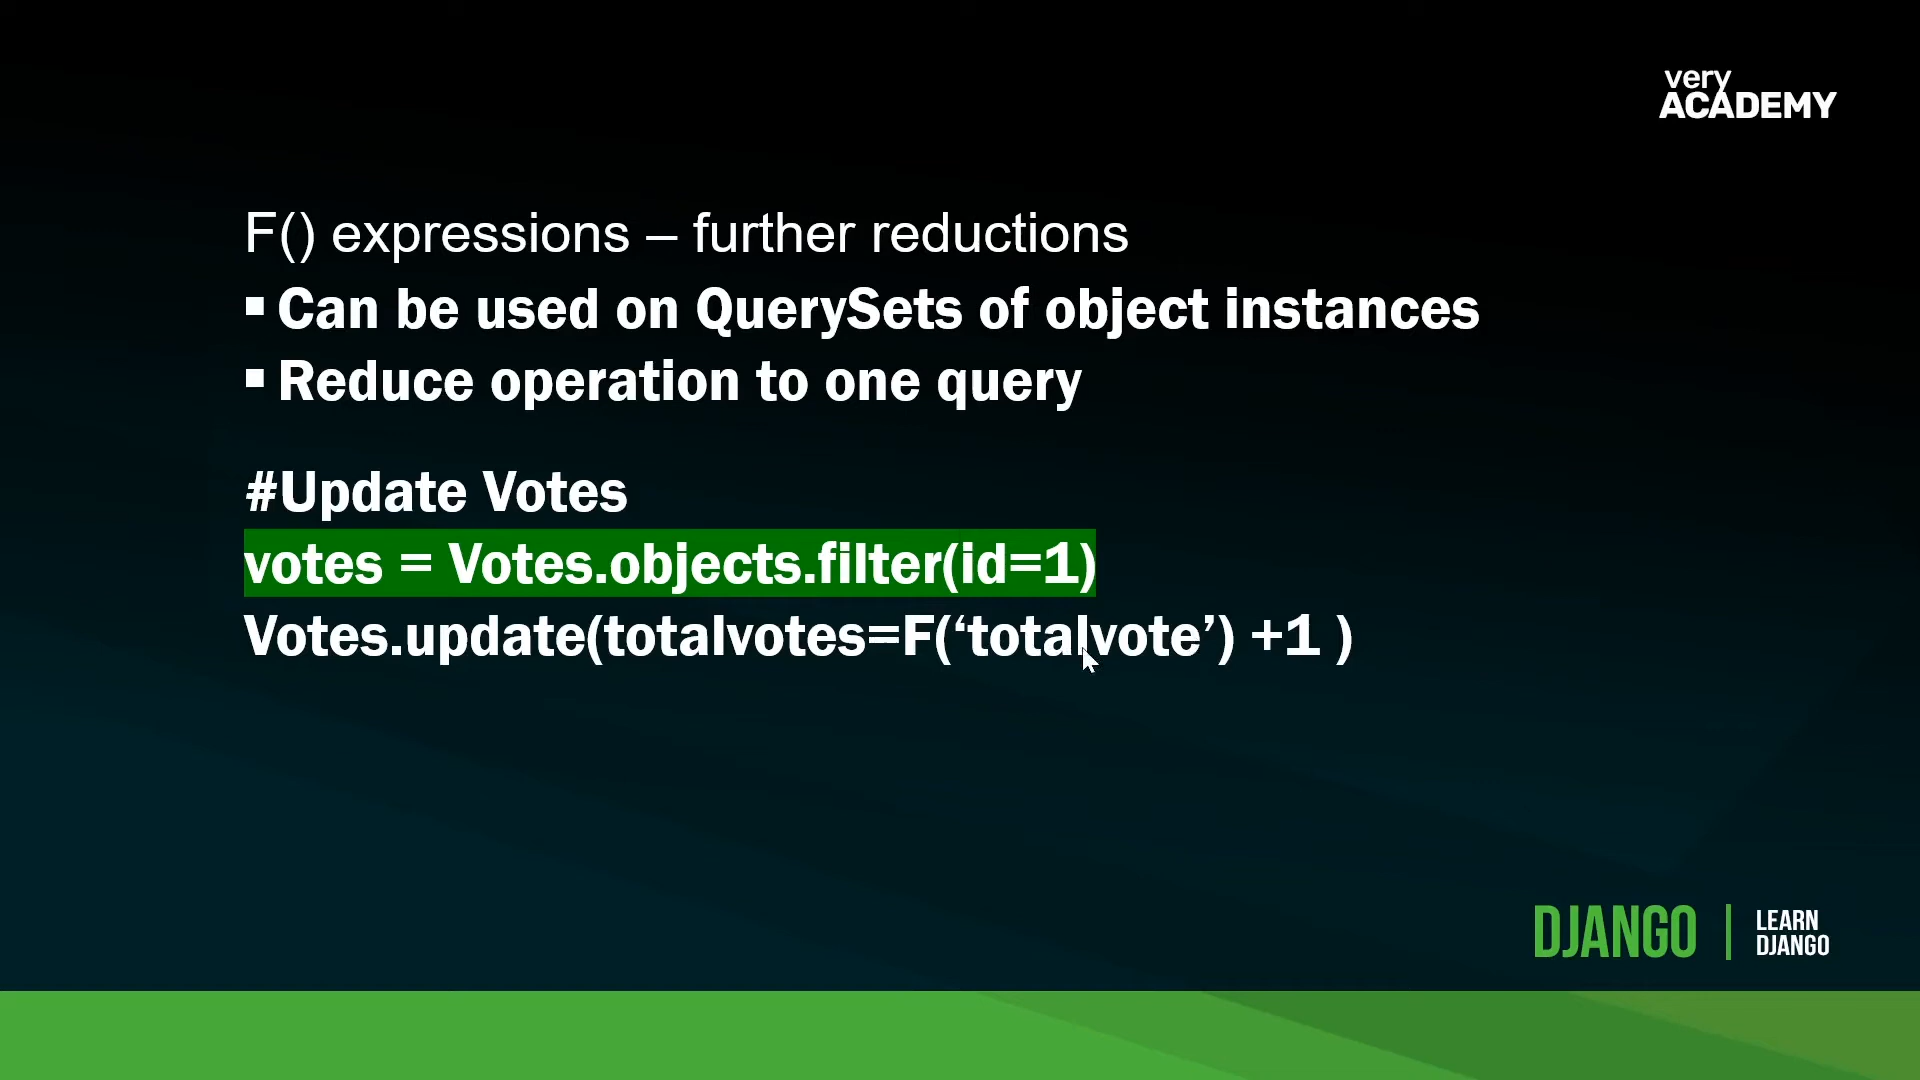 very
ACADEMY
F() expressions – further reductions
▪ Can be used on QuerySets of object instances
▪ Reduce operation to one query
#Update Votes
votes = Votes.objects.filter(id=1)
Votes.update(totalvotes=F(‘totalvote’) +1 )
DJANGO
LEARN
DJANGO